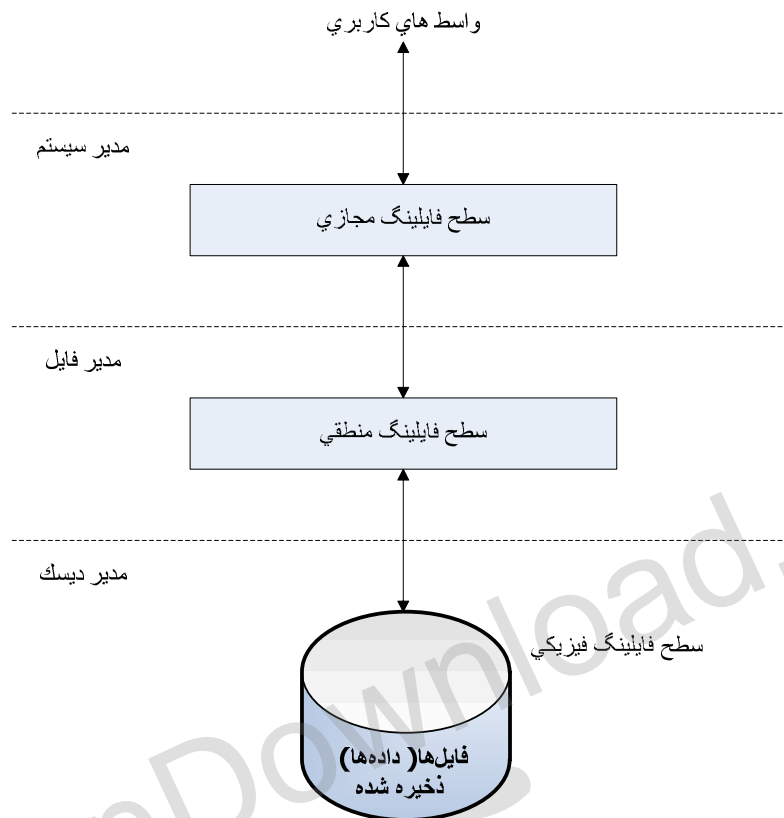 واسط هاي كاربري
مدير سيستم
سطح فايلينگ مجازي
مدير فايل
سطح فايلينگ منطقي
مدير ديسك
سطح فايلينگ فيزيكي
فايل‌ها( داده‌ها)
ذخيره شده
nDownload.